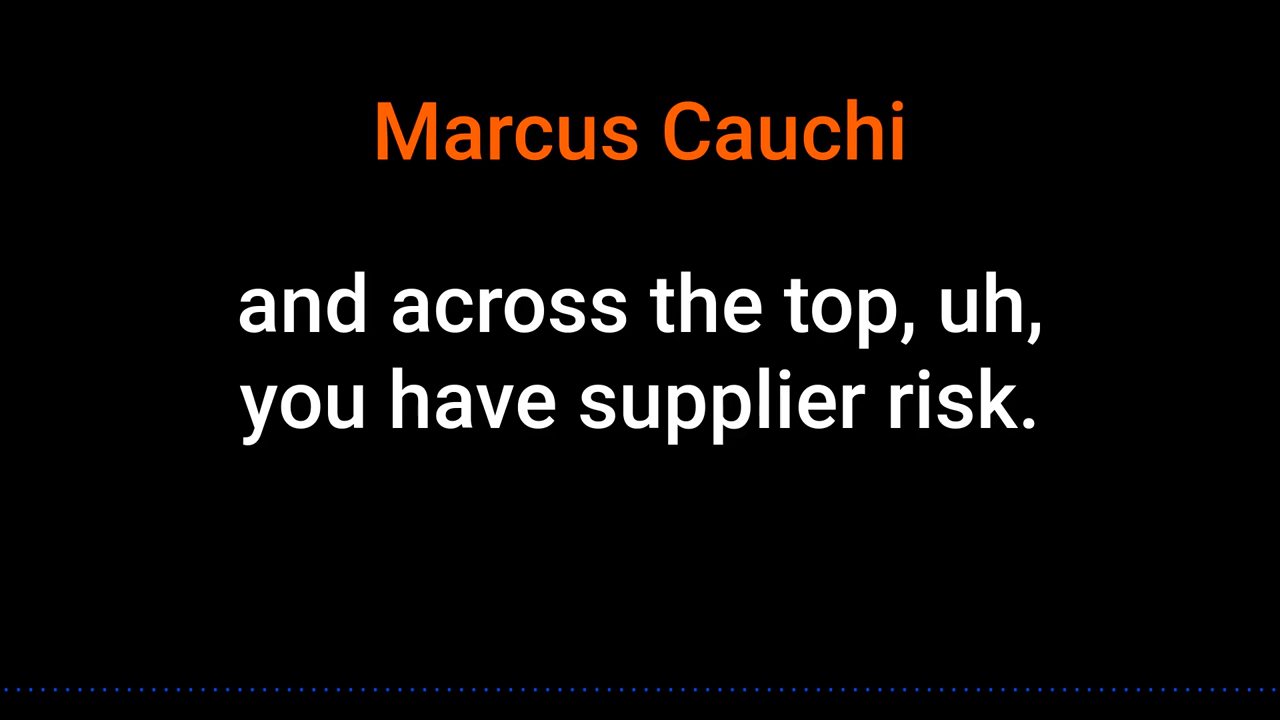 Marcus Cauchi
and across the top, uh,
you have supplier risk.